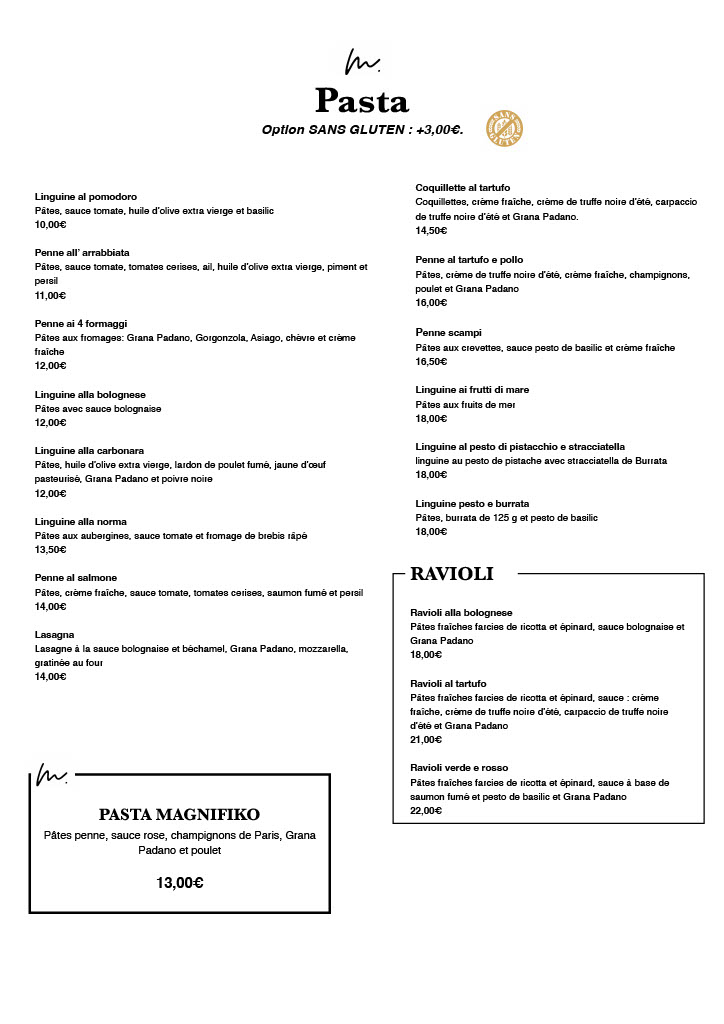 m.
Pasta
Option SANS GLUTEN : +3,00€.
SANS
GLUTEN
Linguine al pomodoro
Pâtes, sauce tomate, huile d'olive extra vierge et basilic
10,00€
Penne all' arrabbiata
Pâtes, sauce tomate, tomates cerises, ail, huile d'olive extra vierge, piment et
persil
11,00€
Penne ai 4 formaggi
Pâtes aux fromages: Grana Padano, Gorgonzola, Asiago, chèvre et crème
fraîche
12,00€
Linguine alla bolognese
Pâtes avec sauce bolognaise
12,00€
Linguine alla carbonara
Pâtes, huile d'olive extra vierge, lardon de poulet fumé, jaune d'œuf
pasteurisé, Grana Padano et poivre noire
12,00€
Linguine alla norma
Pâtes aux aubergines, sauce tomate et fromage de brebis râpé
13,50€
Penne al salmone
Pâtes, crème fraîche, sauce tomate, tomates cerises, saumon fumé et persil
14,00€
Lasagna
Lasagne à la sauce bolognaise et béchamel, Grana Padano, mozzarella,
gratinée au four
14,00€
m.
PASTA MAGNIFIKO
Pâtes penne, sauce rose, champignons de Paris, Grana
Padano et poulet
13,00€
Coquillette al tartufo
Coquillettes, crème fraîche, crème de truffe noire d'été, carpaccio
de truffe noire d'été et Grana Padano.
14,50€
Penne al tartufo e pollo
Pâtes, crème de truffe noire d'été, crème fraîche, champignons,
poulet et Grana Padano
16,00€
Penne scampi
Pâtes aux crevettes, sauce pesto de basilic et crème fraîche
16,50€
Linguine ai frutti di mare
Pâtes aux fruits de mer
18,00€
Linguine al pesto di pistacchio e stracciatella
linguine au pesto de pistache avec stracciatella de Burrata
18,00€
Linguine pesto e burrata
Pâtes, burrata de 125 g et pesto de basilic
18,00€
RAVIOLI
Ravioli alla bolognese
Pâtes fraîches farcies de ricotta et épinard, sauce bolognaise et
Grana Padano
18,00€
Ravioli al tartufo
Pâtes fraîches farcies de ricotta et épinard, sauce : crème
fraîche, crème de truffe noire d'été, carpaccio de truffe noire
d'été et Grana Padano
21,00€
Ravioli verde e rosso
Pâtes fraîches farcies de ricotta et épinard, sauce à base de
saumon fumé et pesto de basilic et Grana Padano
22,00€